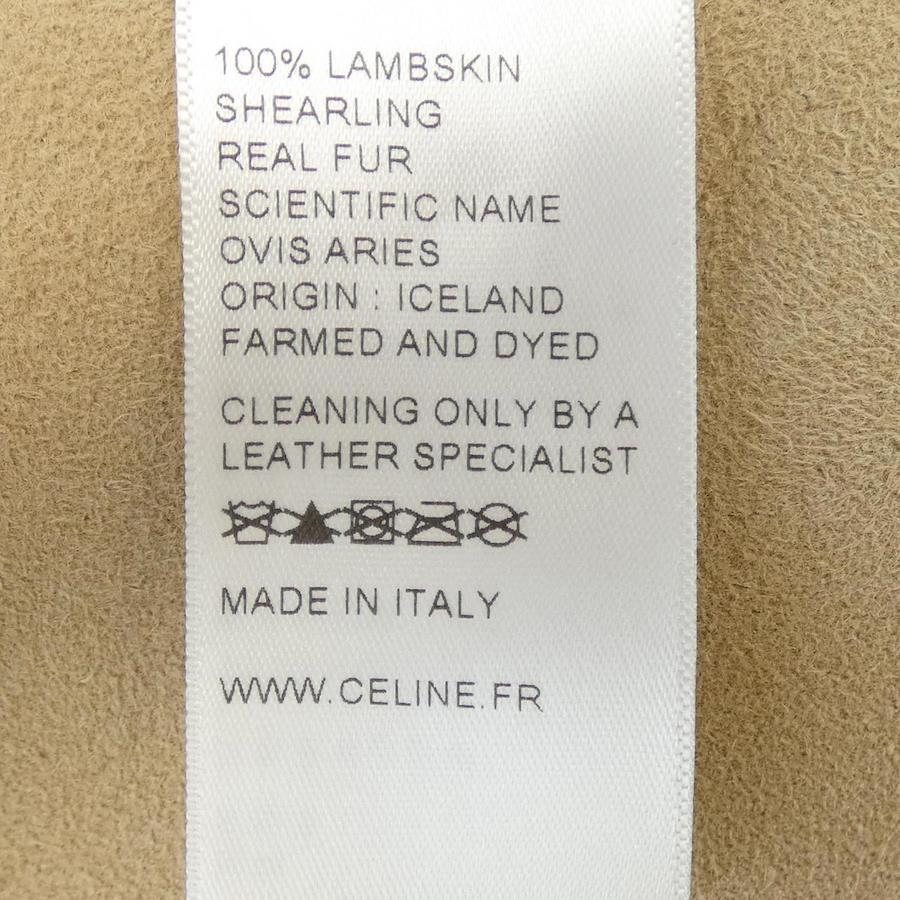 100% LAMBSKIN
SHEARLING
REAL FUR
SCIENTIFIC NAME
OVIS ARIES
ORIGIN : ICELAND
FARMED AND DYED
CLEANING ONLY BY A
LEATHER SPECIALIST
MADE IN ITALY
WWW.CELINE.FR